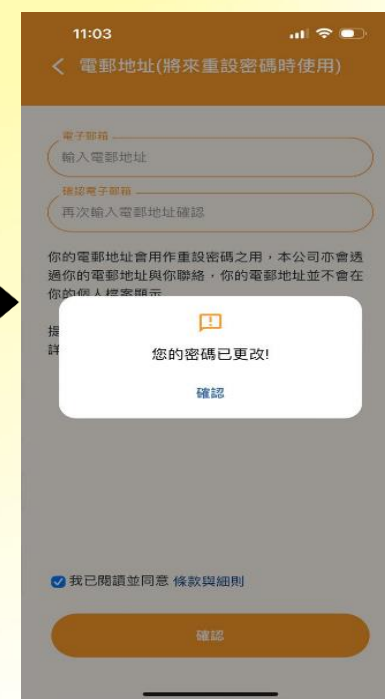 11:03
電郵地址(將來重設密碼時使用)
電子郵箱
輸入電郵地址
確認電子郵箱
再次輸入電郵地址確認
你的電郵地址會用作重設密碼之用，本公司亦會透
過你的電郵地址與你聯絡，你的電郵地址並不會在
你的個人檔案顯示
提
詳
您的密碼已更改!
確認
我已閱讀並同意 條款與細則
確認